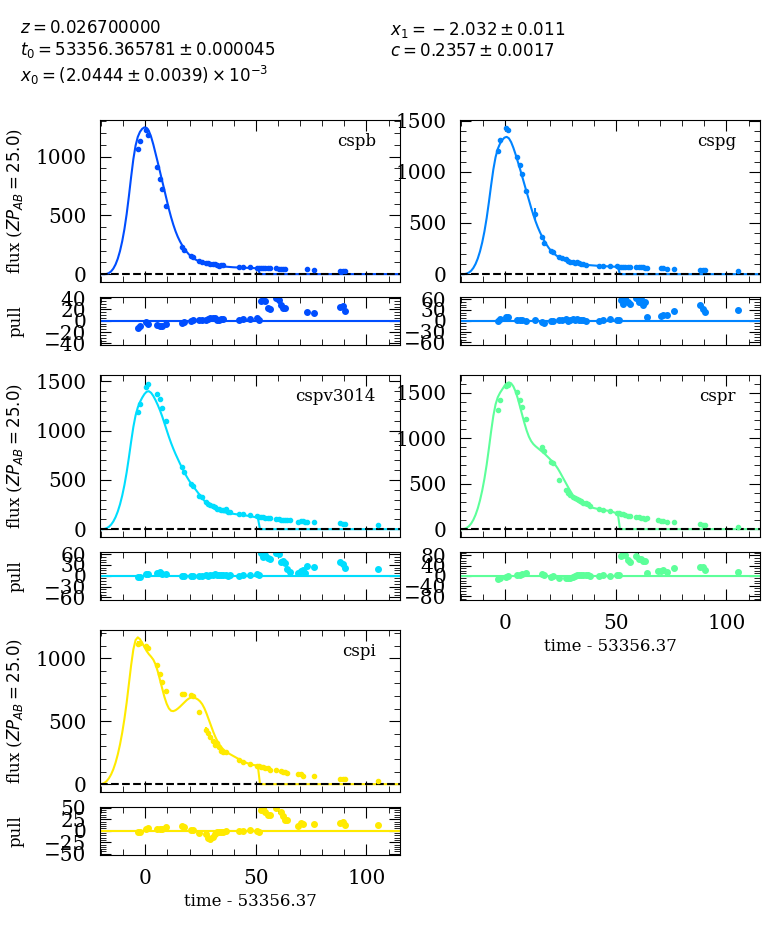 z = 0.026700000
t₀ = 53356.365781 ± 0.000045
x₀ = (2.0444 ± 0.0039) × 10⁻³
x₁ = −2.032 ± 0.011
c = 0.2357 ± 0.0017
cspb
flux (ZP_AB = 25.0)
1000
500
0
cspg
1500
1000
500
0
pull
40
20
0
−20
−40
60
30
0
−30
−60
cspv3014
flux (ZP_AB = 25.0)
1500
1000
500
0
cspr
1500
1000
500
0
pull
60
30
0
−30
−60
80
40
0
−40
−80
0 50 100
time - 53356.37
cspi
flux (ZP_AB = 25.0)
1000
500
0
pull
50
25
0
−25
−50
0 50 100
time - 53356.37